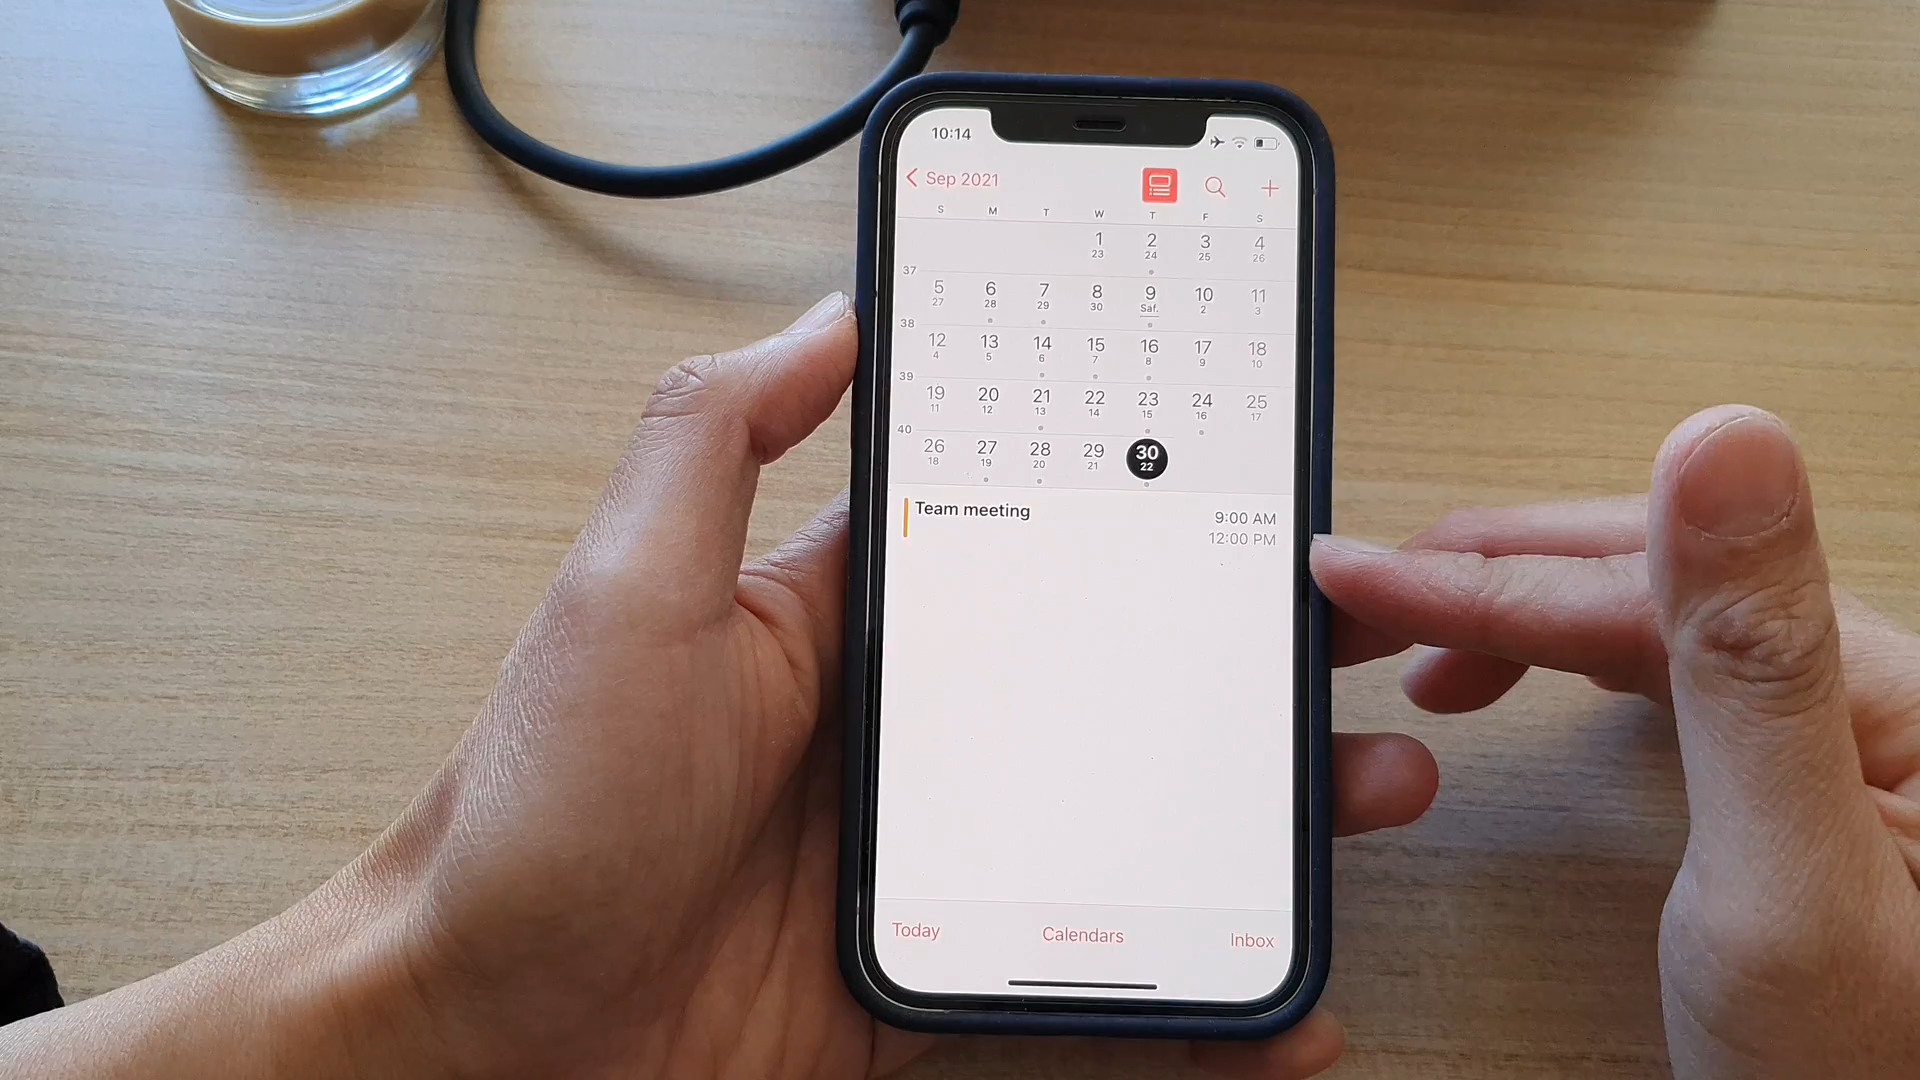 10:14
Sep 2021
S M T W T F S
1 2 3 4
23 24 25 26
37
5 6 7 8 9 10 11
27 28 29 30 Saf. 2 3
38
12 13 14 15 16 17 18
4 5 6 7 8 9 10
39
19 20 21 22 23 24 25
11 12 13 14 15 16 17
40
26 27 28 29 30
18 19 20 21 22
Team meeting 9:00 AM
12:00 PM
Today Calendars Inbox